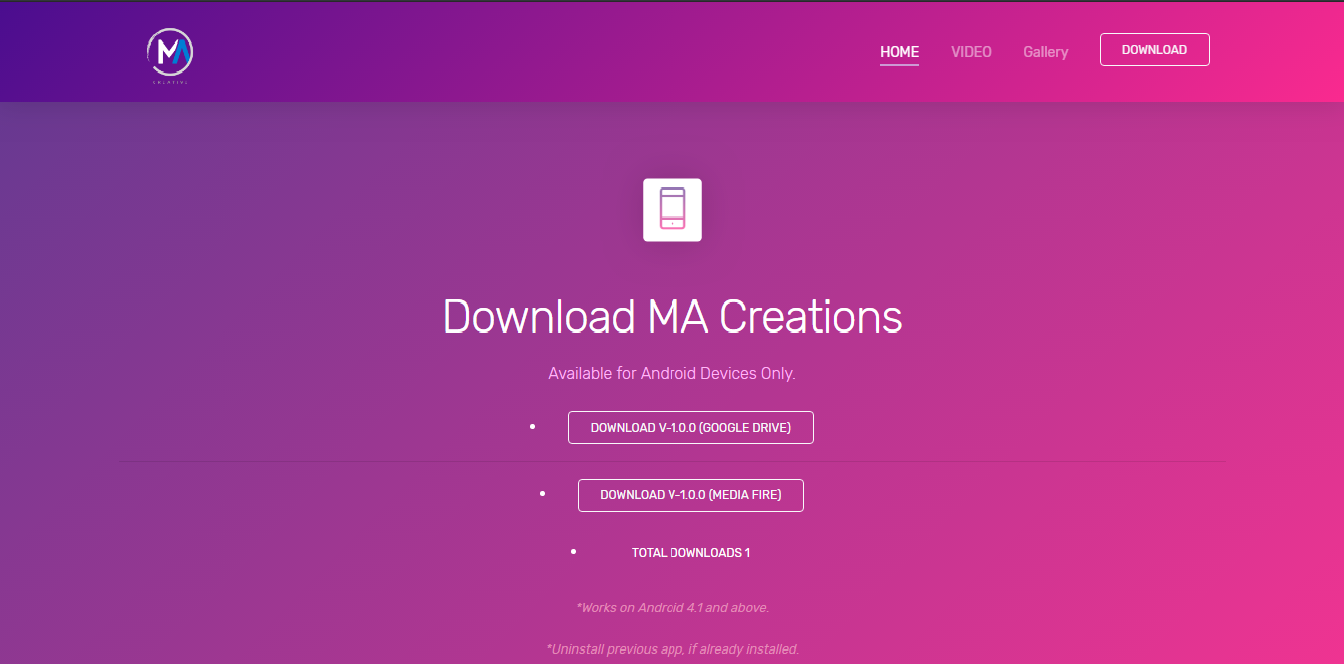 MA
CREATIVE
HOME
VIDEO
Gallery
DOWNLOAD
Download MA Creations
Available for Android Devices Only.
DOWNLOAD V-1.0.0 (GOOGLE DRIVE)
DOWNLOAD V-1.0.0 (MEDIA FIRE)
TOTAL DOWNLOADS 1
*Works on Android 4.1 and above.
*Uninstall previous app, if already installed.